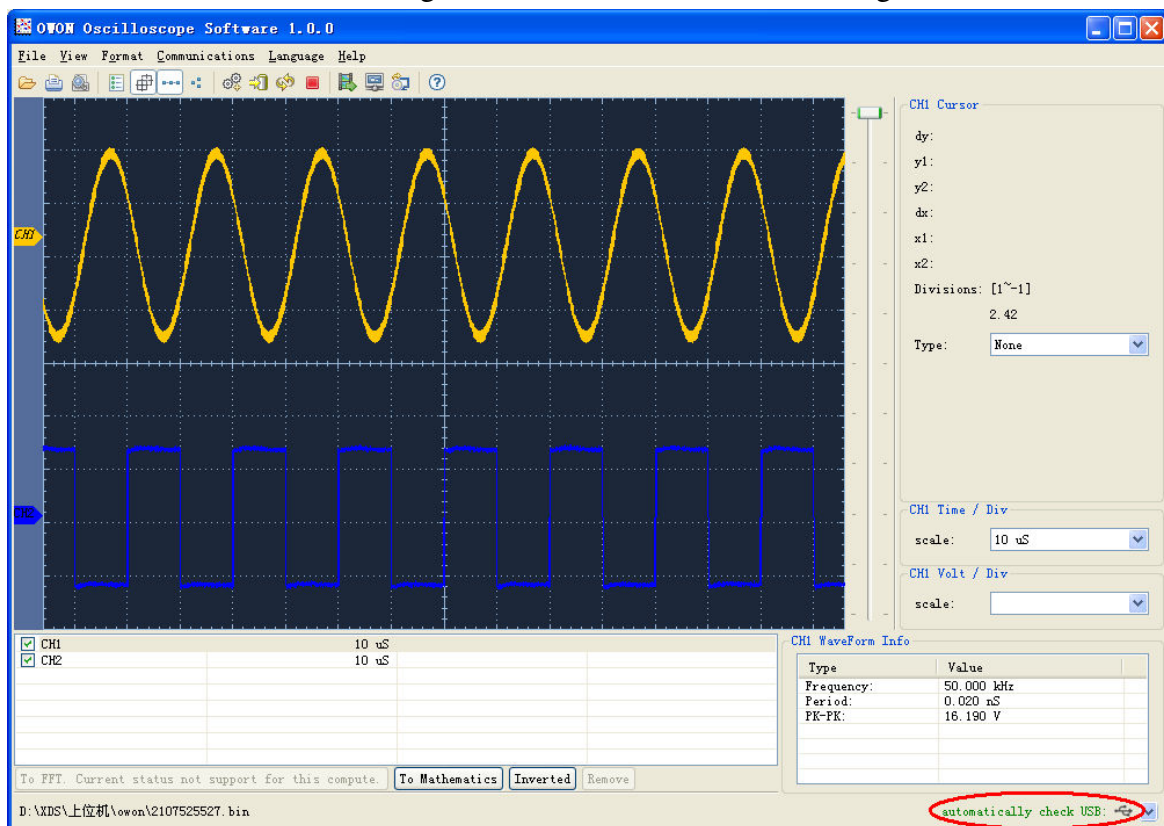 OWON Oscilloscope Software 1.0.0
File View Format Communications Language Help
CH1 Cursor
dy:
y1:
y2:
dx:
x1:
x2:
Divisions: [1~-1]
2.42
Type: None
CH1
CH2
CH1 Time / Div
scale: 10 uS
CH1 Volt / Div
scale:
CH1 10 uS
CH2 10 uS
CH1 WaveForm Info
Type Value
Frequency: 50.000 kHz
Period: 0.020 nS
PK-PK: 16.190 V
To FFT. Current status not support for this compute. To Mathematics Inverted Remove
D:\XDS\上位机\owon\2107525527.bin
automatically check USB: